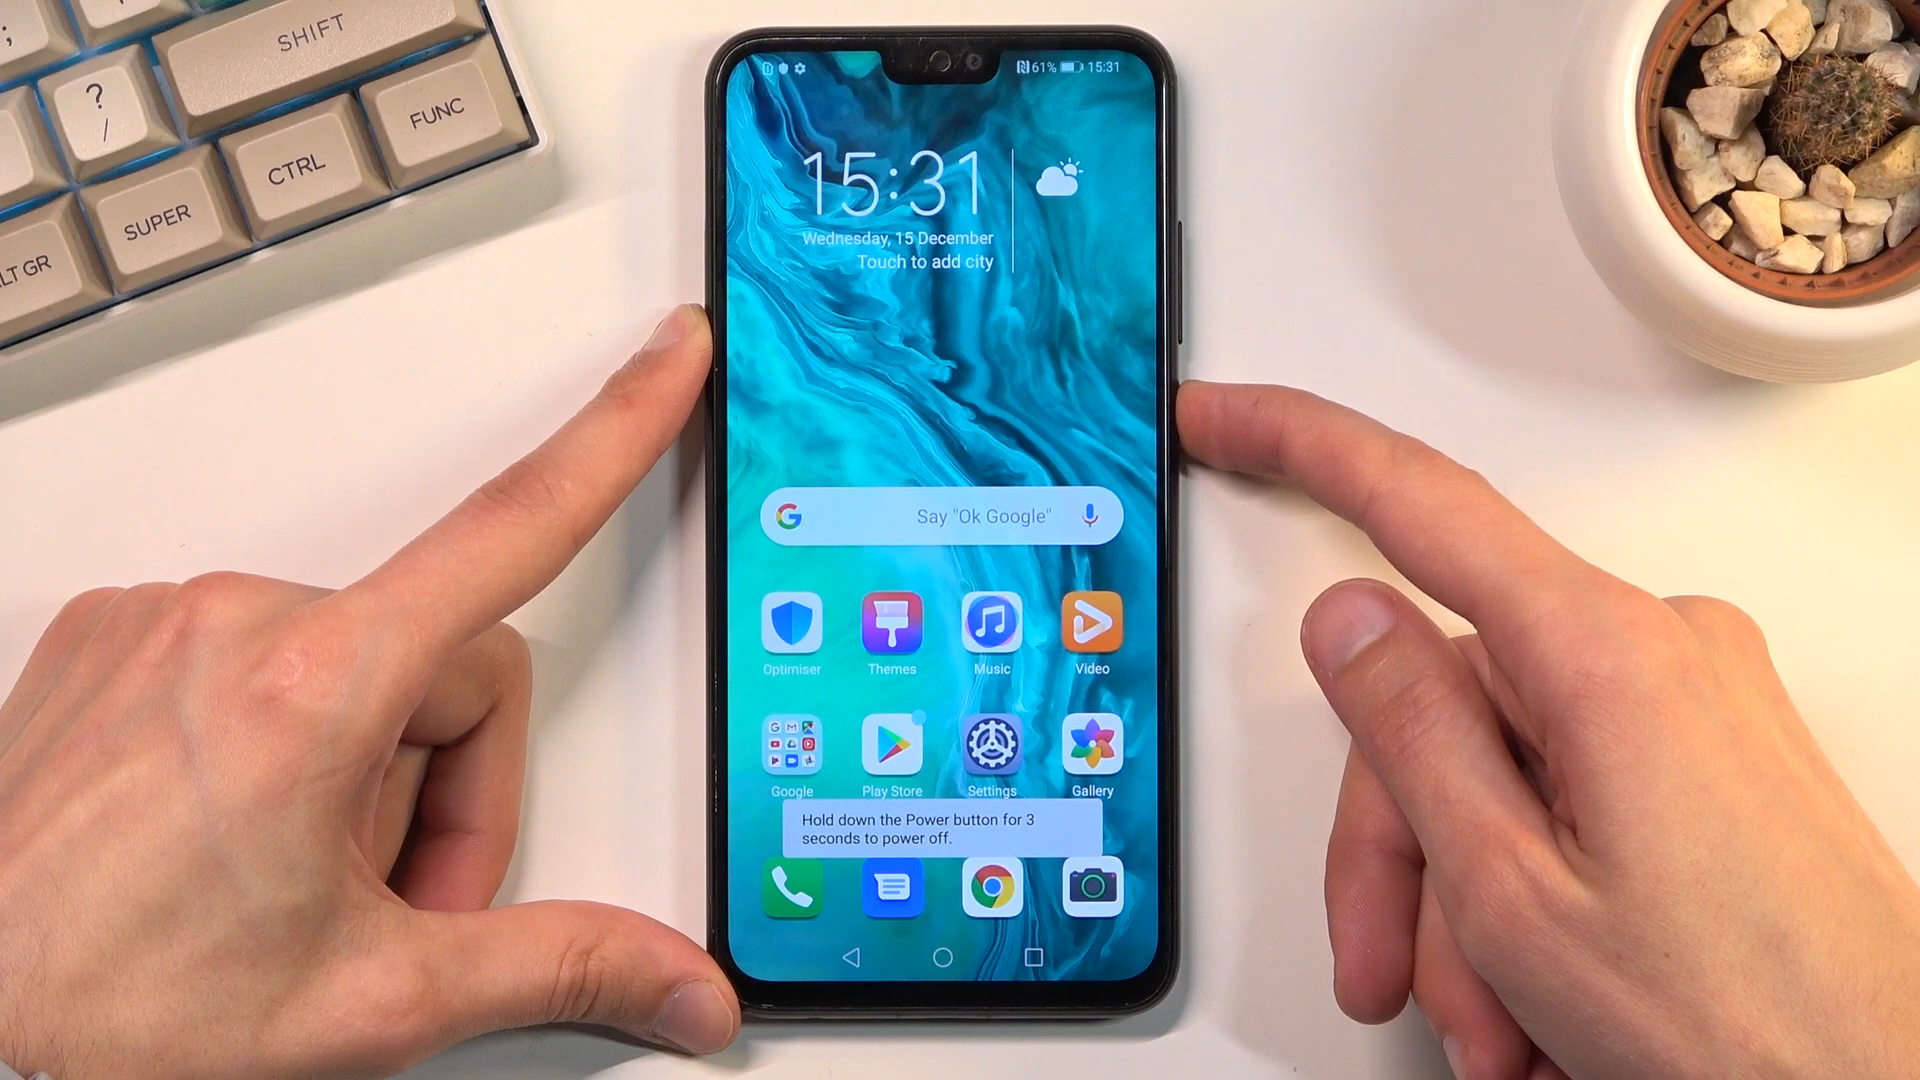 ;
SHIFT
?
/
CTRL
FUNC
SUPER
LT GR
61% 15:31
15:31
Wednesday, 15 December
Touch to add city
Say "Ok Google"
Optimiser
Themes
Music
Video
Google
Play Store
Settings
Gallery
Hold down the Power button for 3
seconds to power off.